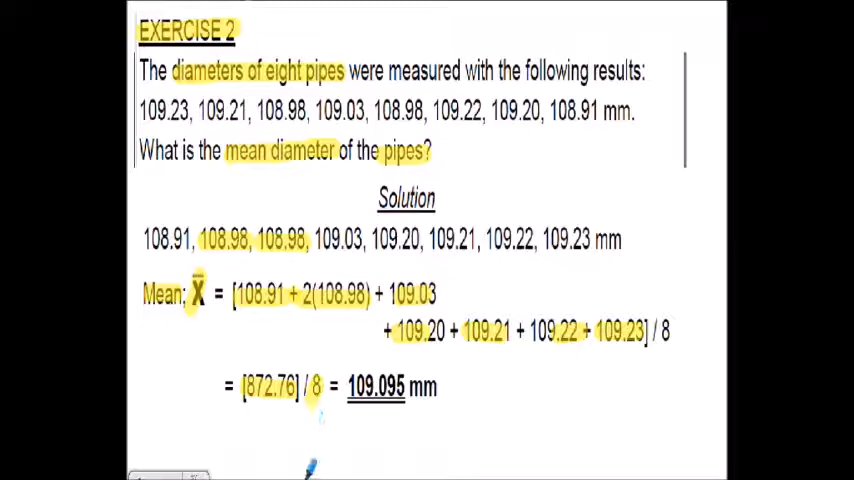 EXERCISE 2
The diameters of eight pipes were measured with the following results:
109.23, 109.21, 108.98, 109.03, 108.98, 109.22, 109.20, 108.91 mm.
What is the mean diameter of the pipes?
Solution
108.91, 108.98, 108.98, 109.03, 109.20, 109.21, 109.22, 109.23 mm
Mean; X̅ = [108.91 + 2(108.98) + 109.03
+ 109.20 + 109.21 + 109.22 + 109.23] / 8
= [872.76] / 8 = 109.095 mm